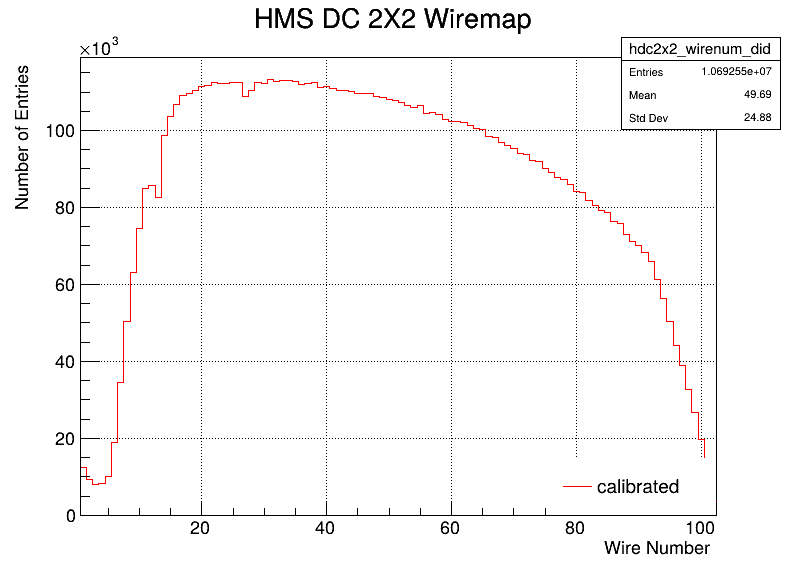 HMS DC 2X2 Wiremap
×10³
hdc2x2_wirenum_did
Entries 1.069255e+07
Mean 49.69
Std Dev 24.88
Number of Entries
100
80
60
40
20
0
calibrated
20 40 60 80 100
Wire Number